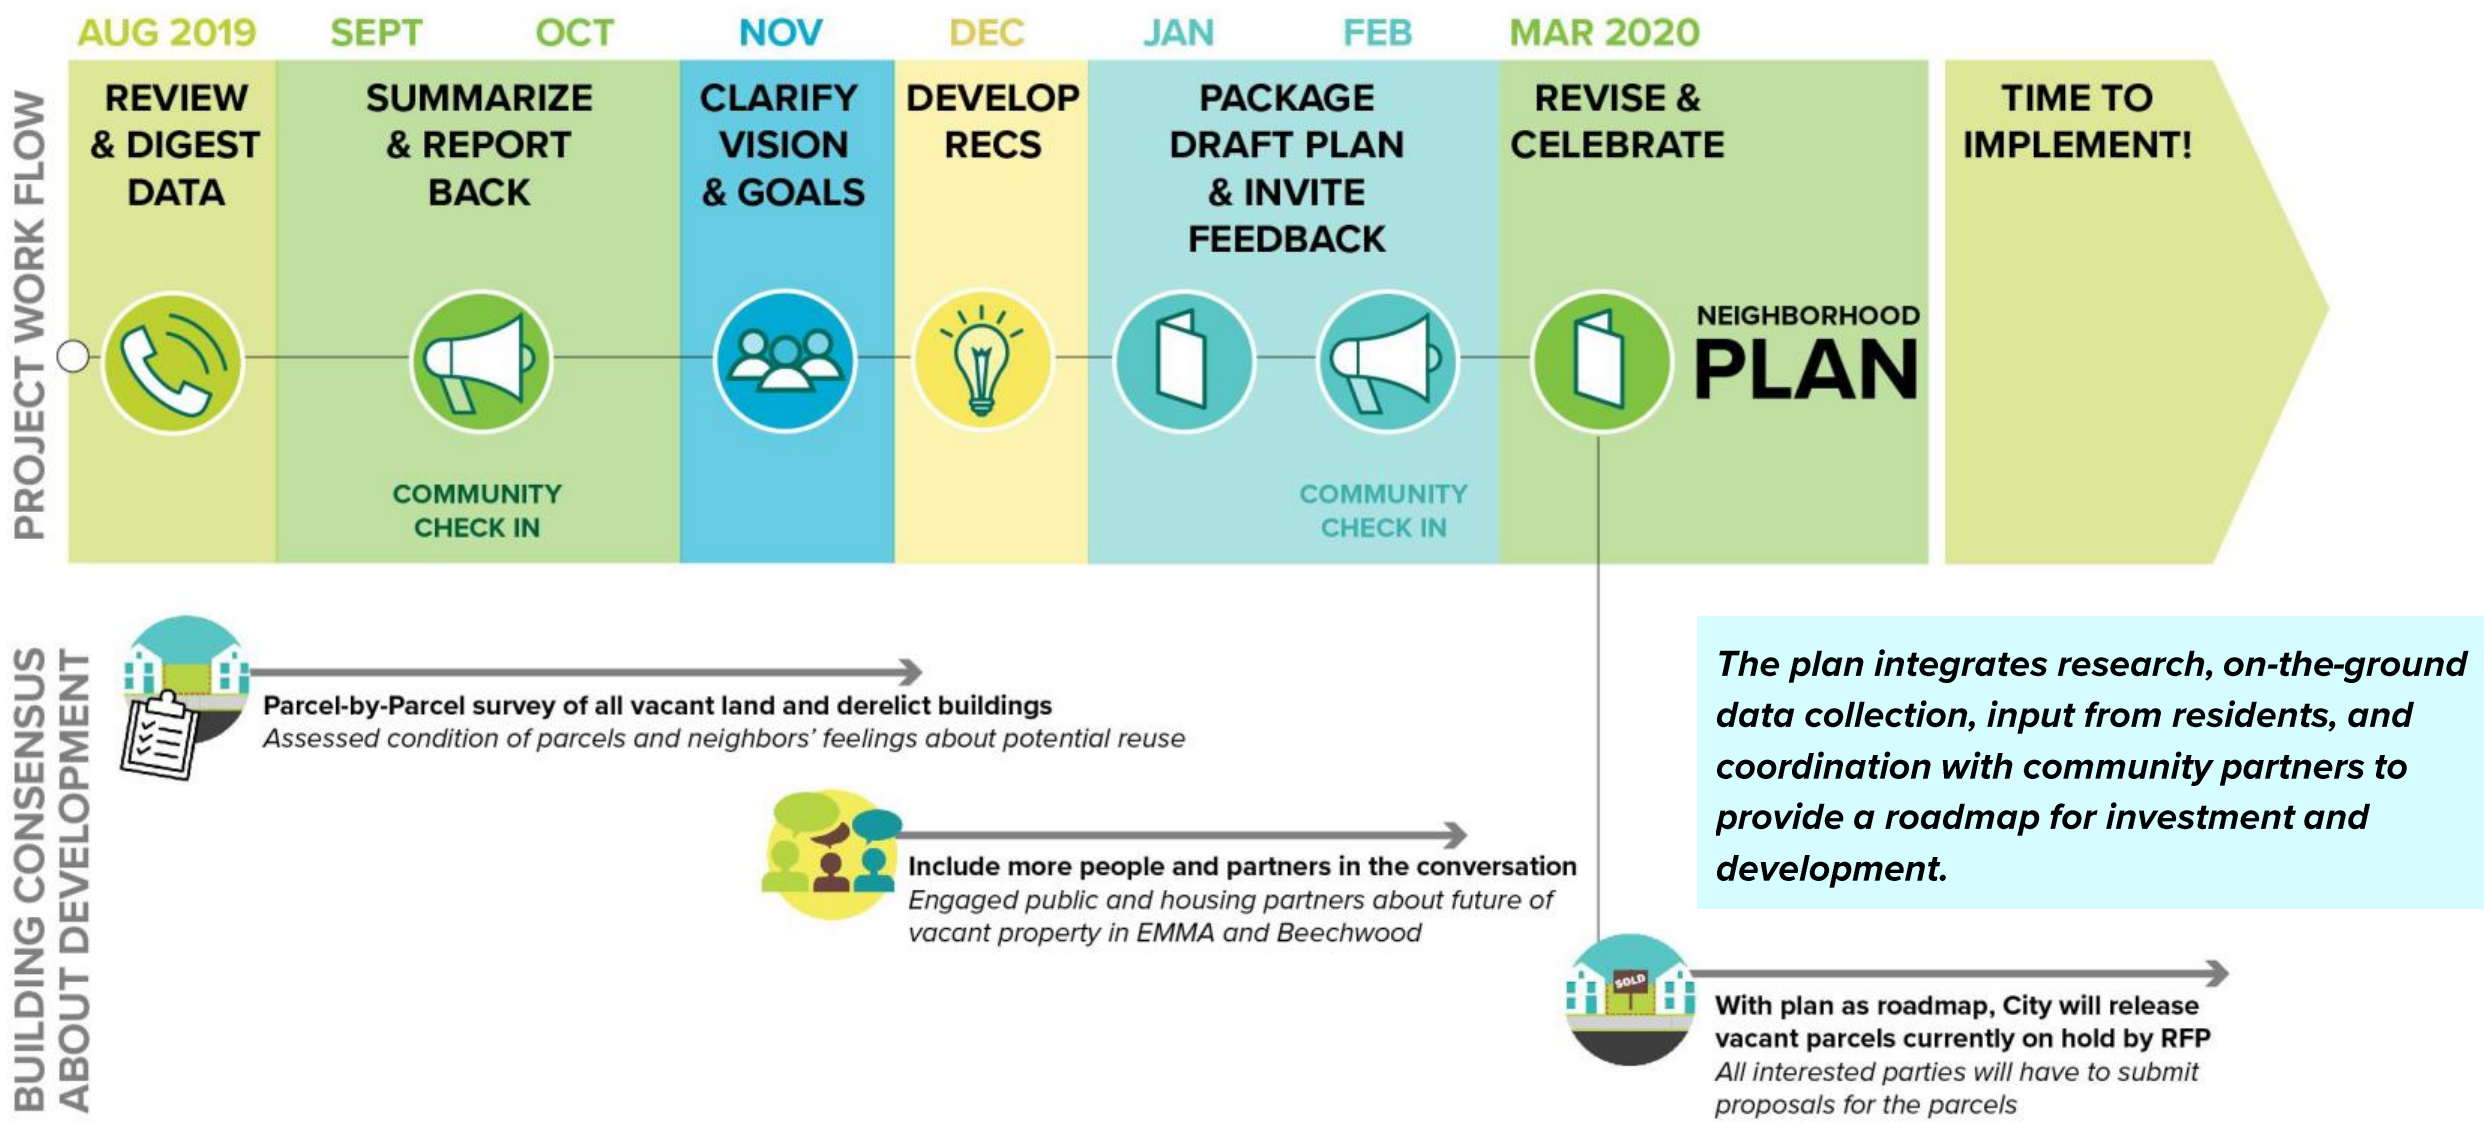 AUG 2019
SEPT
OCT
NOV
DEC
JAN
FEB
MAR 2020
PROJECT WORK FLOW
REVIEW
& DIGEST
DATA
SUMMARIZE
& REPORT
BACK
CLARIFY
VISION
& GOALS
DEVELOP
RECS
PACKAGE
DRAFT PLAN
& INVITE
FEEDBACK
REVISE &
CELEBRATE
TIME TO
IMPLEMENT!
NEIGHBORHOOD
PLAN
COMMUNITY
CHECK IN
COMMUNITY
CHECK IN
BUILDING CONSENSUS
ABOUT DEVELOPMENT
Parcel-by-Parcel survey of all vacant land and derelict buildings
Assessed condition of parcels and neighbors’ feelings about potential reuse
Include more people and partners in the conversation
Engaged public and housing partners about future of
vacant property in EMMA and Beechwood
The plan integrates research, on-the-ground
data collection, input from residents, and
coordination with community partners to
provide a roadmap for investment and
development.
SOLD
With plan as roadmap, City will release
vacant parcels currently on hold by RFP
All interested parties will have to submit
proposals for the parcels